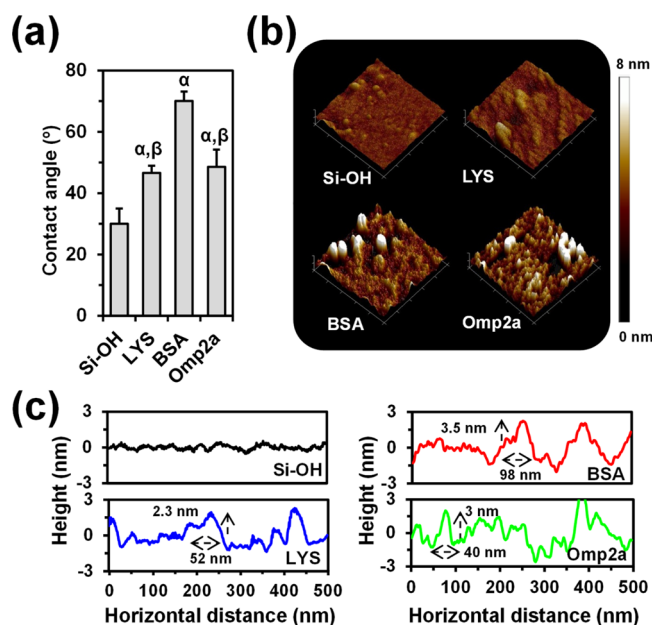 (a)
Contact angle (°)
80
60
40
20
0
α
α,β
α,β
Si-OH
LYS
BSA
Omp2a
(b)
Si-OH
LYS
BSA
Omp2a
8 nm
0 nm
(c)
Height (nm)
3
0
-3
Si-OH
3
0
-3
2.3 nm
52 nm
LYS
0 100 200 300 400 500
Horizontal distance (nm)
Height (nm)
3
0
-3
3.5 nm
98 nm
BSA
3
0
-3
3 nm
40 nm
Omp2a
0 100 200 300 400 500
Horizontal distance (nm)